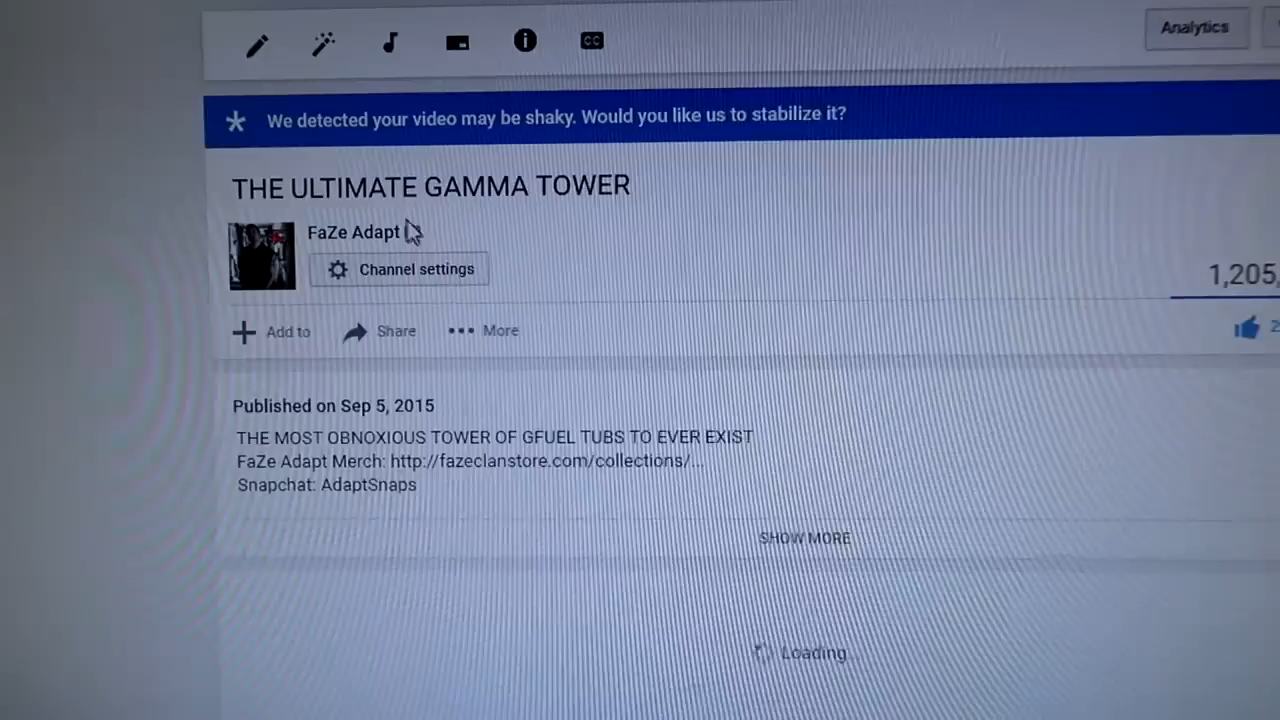 CC
Analytics
We detected your video may be shaky. Would you like us to stabilize it?
THE ULTIMATE GAMMA TOWER
FaZe Adapt
Channel settings
1,205,
Add to Share More
2
Published on Sep 5, 2015
THE MOST OBNOXIOUS TOWER OF GFUEL TUBS TO EVER EXIST
FaZe Adapt Merch: http://fazeclanstore.com/collections/...
Snapchat: AdaptSnaps
SHOW MORE
Loading...